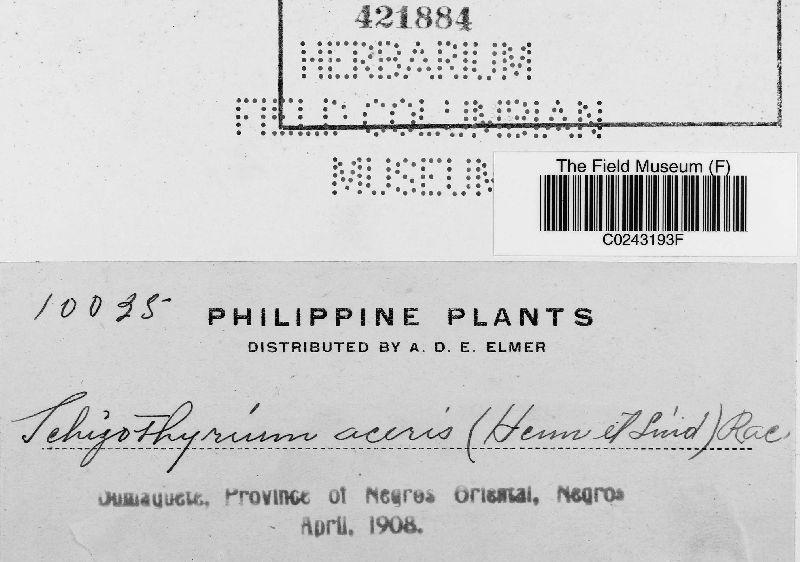 421884
HERBARIUM
FIELD COLUMBIAN
MUSEUM
The Field Museum (F)
C0243193F
10035
PHILIPPINE PLANTS
DISTRIBUTED BY A. D. E. ELMER
Schizothyrium aceris (Henn et Lind) Rac
Dumaguete, Province of Negros Oriental, Negros
April, 1908.